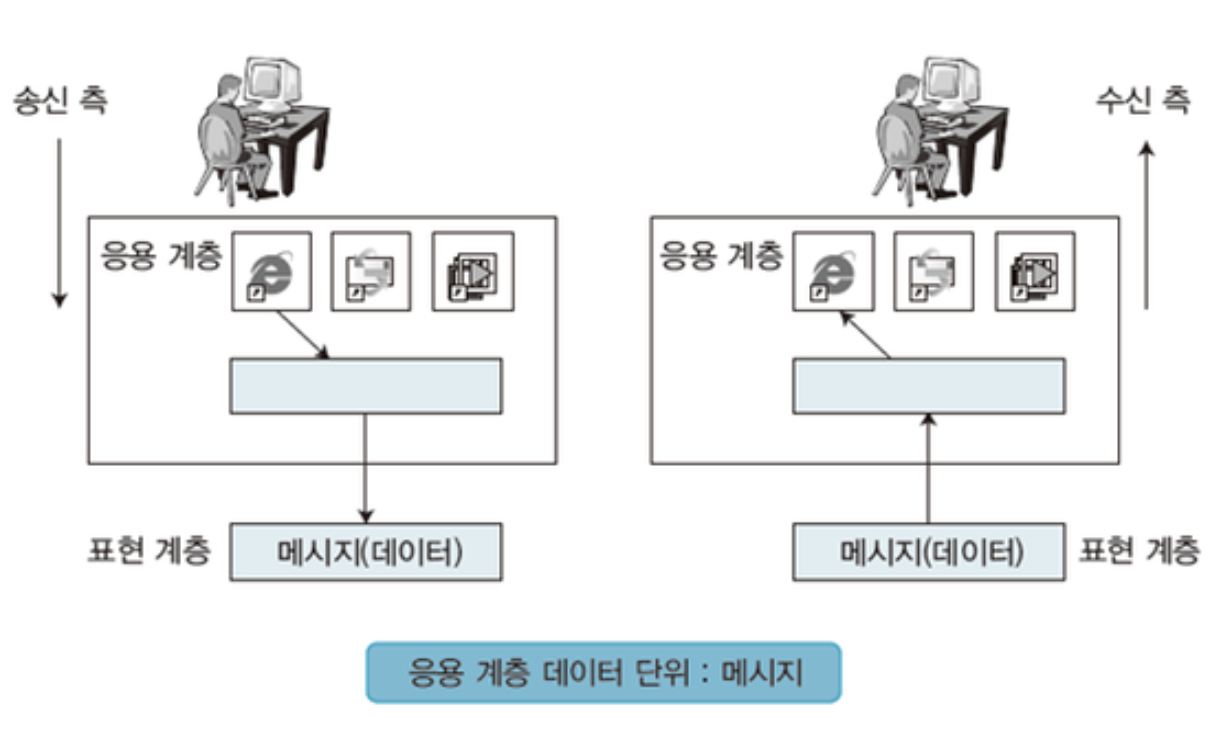 송신 측
수신 측
응용 계층
응용 계층
표현 계층
메시지(데이터)
메시지(데이터)
표현 계층
응용 계층 데이터 단위 : 메시지